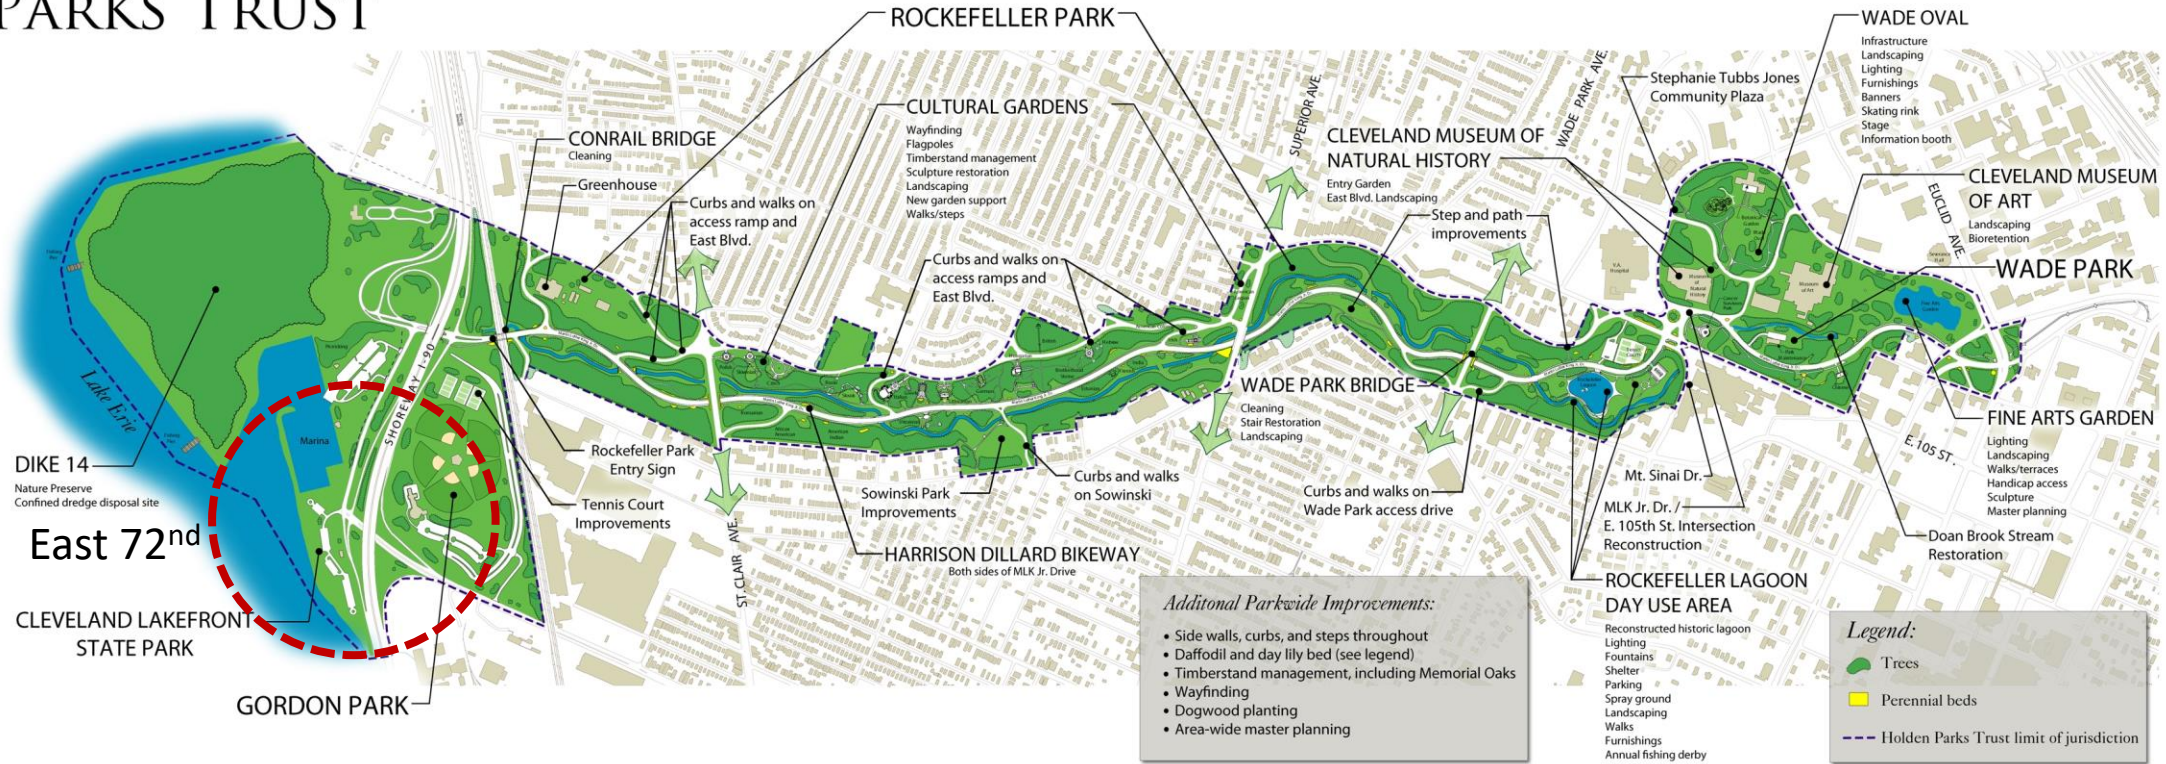 PARKS TRUST
ROCKEFELLER PARK
WADE OVAL
Infrastructure
Landscaping
Lighting
Furnishings
Banners
Skating rink
Stage
Information booth
Stephanie Tubbs Jones
Community Plaza
CULTURAL GARDENS
Wayfinding
Flagpoles
Timberstand management
Sculpture restoration
Landscaping
New garden support
Walks/steps
SUPERIOR AVE.
WADE PARK AVE.
CLEVELAND MUSEUM OF
NATURAL HISTORY
Entry Garden
East Blvd. Landscaping
CONRAIL BRIDGE
Cleaning
Greenhouse
Curbs and walks on
access ramp and
East Blvd.
Step and path
improvements
CLEVELAND MUSEUM
OF ART
Landscaping
Bioretention
EUCLID AVE.
WADE PARK
Curbs and walks on
access ramps and
East Blvd.
V.A.
Hospital
Museum
of
Natural
History
Museum
of Art
Lake Erie
SHOREWAY I-90
Marina
WADE PARK BRIDGE
Cleaning
Stair Restoration
Landscaping
FINE ARTS GARDEN
Lighting
Landscaping
Walks/terraces
Handicap access
Sculpture
Master planning
E.105 ST.
DIKE 14
Nature Preserve
Confined dredge disposal site
East 72nd
Rockefeller Park
Entry Sign
Tennis Court
Improvements
Sowinski Park
Improvements
Curbs and walks
on Sowinski
Curbs and walks on
Wade Park access drive
Mt. Sinai Dr.
MLK Jr. Dr. /
E. 105th St. Intersection
Reconstruction
Doan Brook Stream
Restoration
ST. CLAIR AVE.
HARRISON DILLARD BIKEWAY
Both sides of MLK Jr. Drive
CLEVELAND LAKEFRONT
STATE PARK
GORDON PARK
ROCKEFELLER LAGOON
DAY USE AREA
Reconstructed historic lagoon
Lighting
Fountains
Shelter
Parking
Spray ground
Landscaping
Walks
Furnishings
Annual fishing derby
Additonal Parkwide Improvements:
• Side walls, curbs, and steps throughout
• Daffodil and day lily bed (see legend)
• Timberstand management, including Memorial Oaks
• Wayfinding
• Dogwood planting
• Area-wide master planning
Legend:
Trees
Perennial beds
Holden Parks Trust limit of jurisdiction